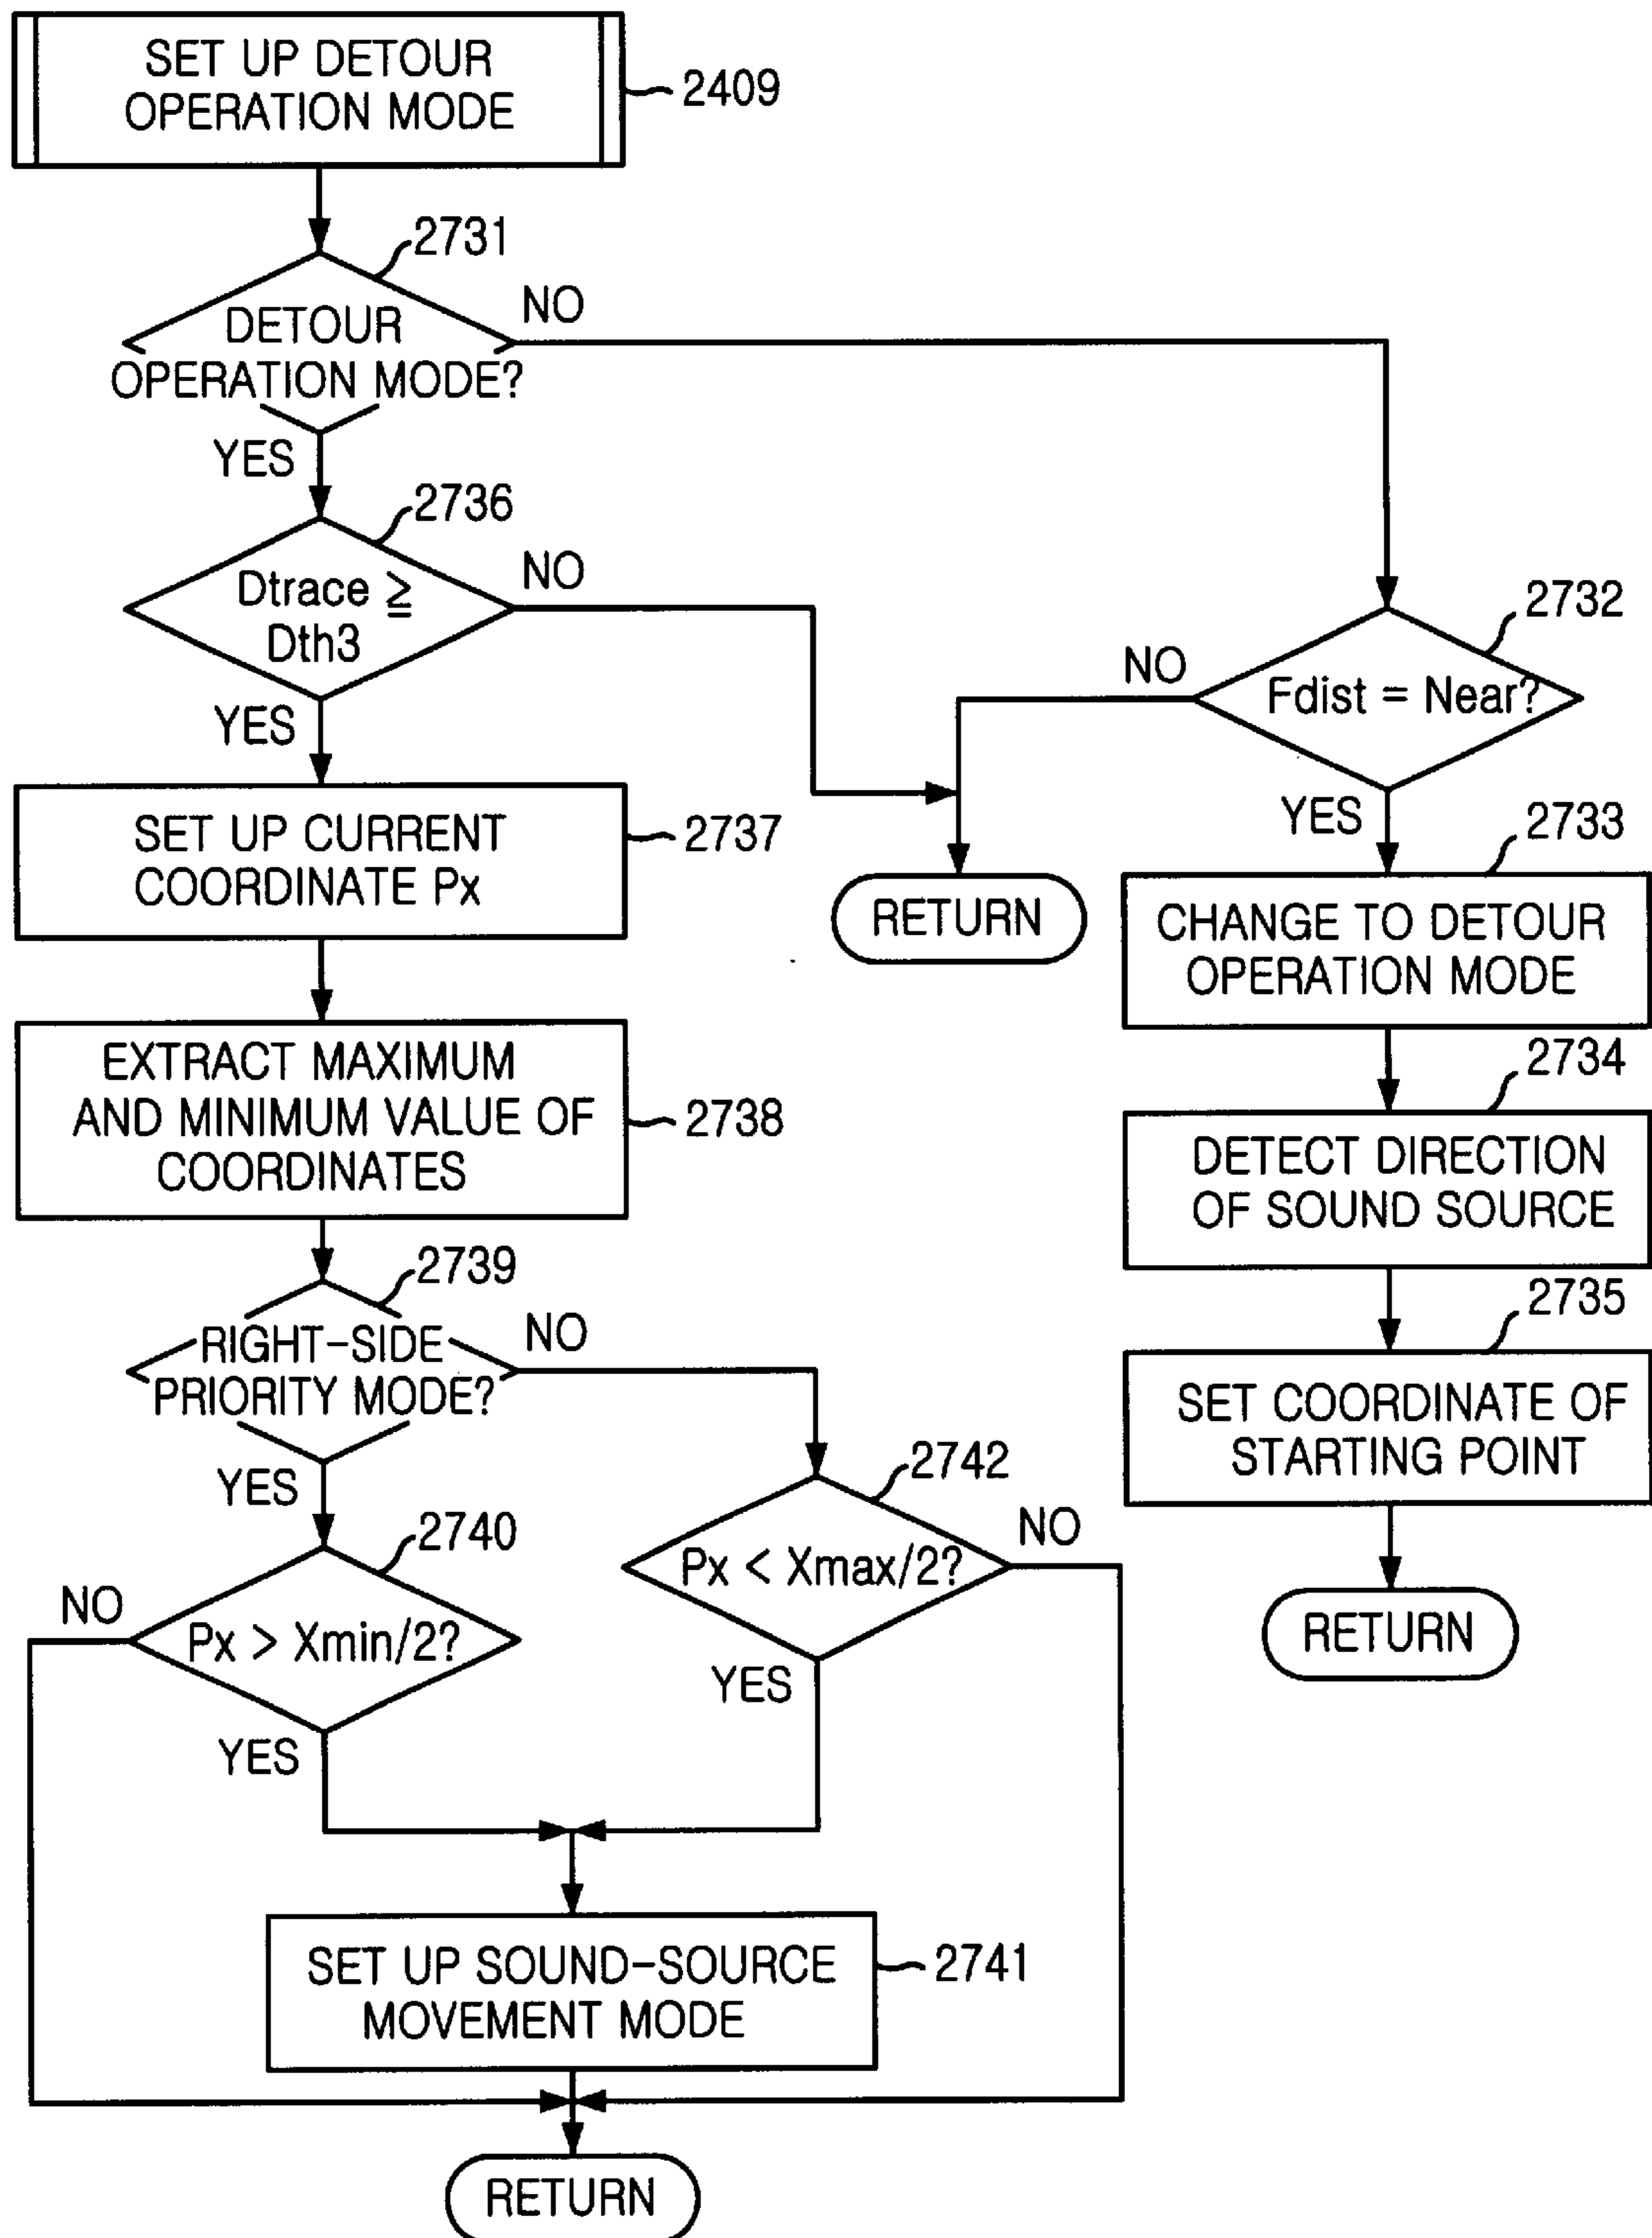 SET UP DETOUR
OPERATION MODE
2409
2731
DETOUR
OPERATION MODE?
NO
YES
2736
Dtrace ≧
Dth3
NO
YES
2732
Fdist = Near?
NO
YES
SET UP CURRENT
COORDINATE Px
2737
RETURN
2733
CHANGE TO DETOUR
OPERATION MODE
EXTRACT MAXIMUM
AND MINIMUM VALUE OF
COORDINATES
2738
2734
DETECT DIRECTION
OF SOUND SOURCE
2739
RIGHT-SIDE
PRIORITY MODE?
NO
YES
2735
SET COORDINATE OF
STARTING POINT
RETURN
2740
Px > Xmin/2?
NO
YES
2742
Px < Xmax/2?
NO
YES
SET UP SOUND-SOURCE
MOVEMENT MODE
2741
RETURN